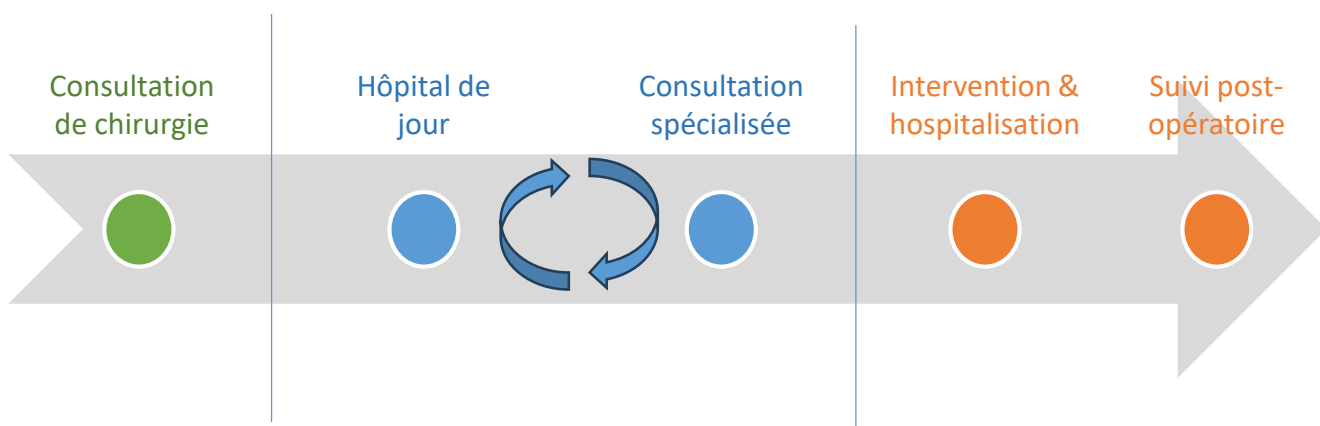 Consultation
de chirurgie
Hôpital de
jour
Consultation
spécialisée
Intervention &
hospitalisation
Suivi post-
opératoire